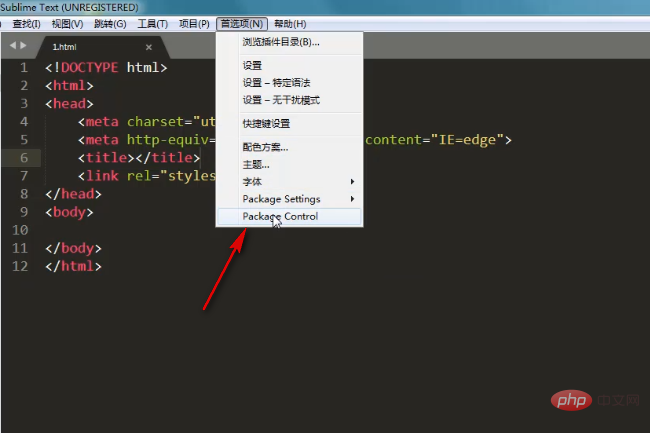 Sublime Text (UNREGISTERED)
查找(I) 视图(V) 跳转(G) 工具(T) 项目(P) 首选项(N) 帮助(H)
1.html ×
浏览插件目录(B)...
设置
设置 – 特定语法
设置 – 无干扰模式
快捷键设置
配色方案...
主题...
字体
Package Settings
Package Control
1 <!DOCTYPE html>
2 <html>
3 <head>
4 <meta charset="ut
5 <meta http-equiv= content="IE=edge">
6 <title></title>
7 <link rel="styles
8 </head>
9 <body>
10
11 </body>
12 </html>
php 中文网